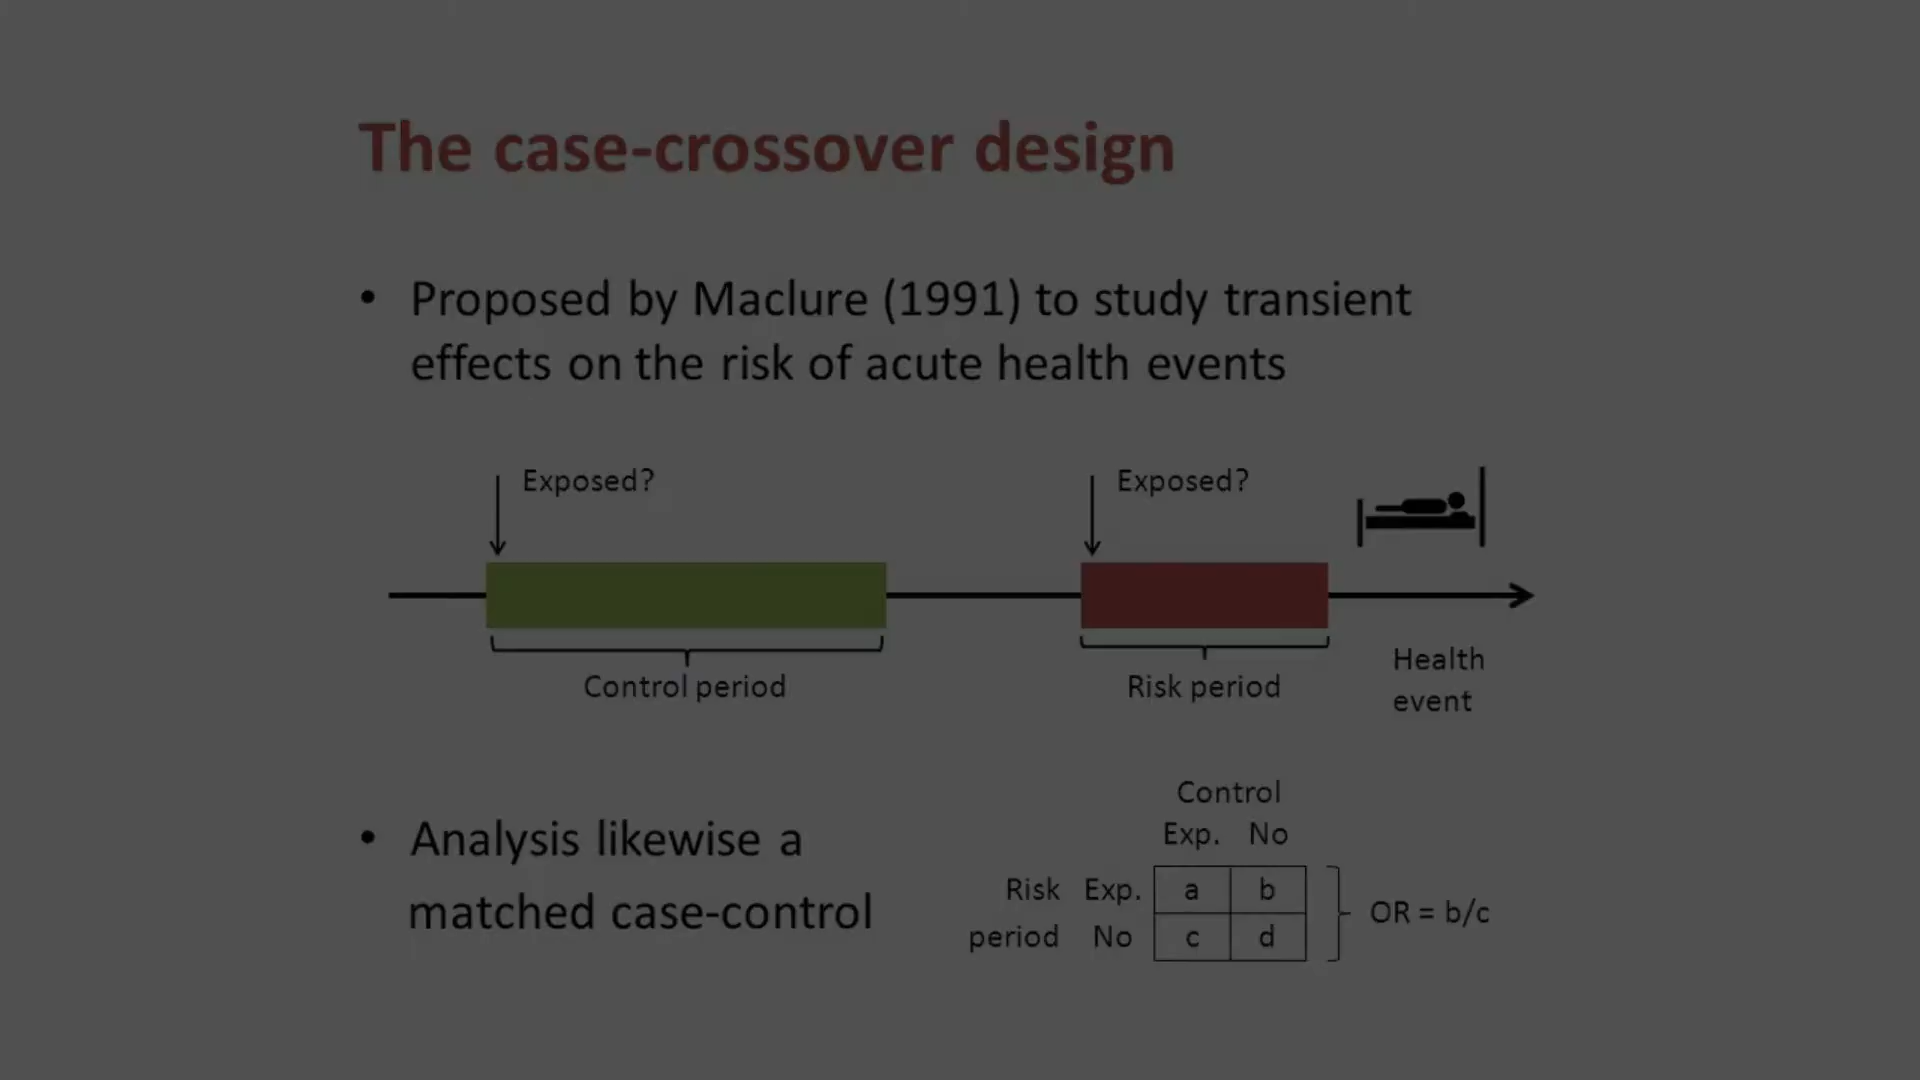 The case-crossover design
• Proposed by Maclure (1991) to study transient
effects on the risk of acute health events
Exposed?
Exposed?
Control period
Risk period
Health
event
• Analysis likewise a
matched case-control
Control
Exp. No
Risk Exp. a b
period No c d
OR = b/c